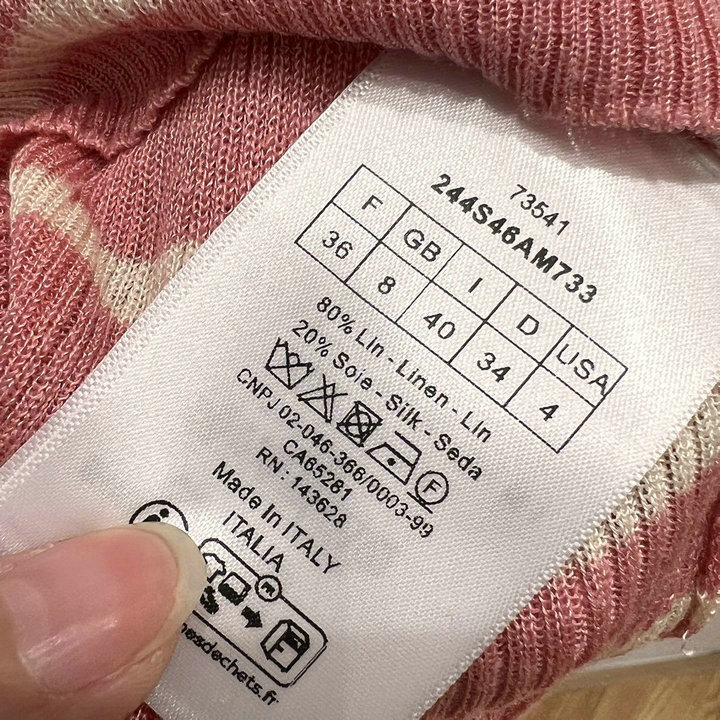 73541
244S46AM733
F GB I D USA
36 8 40 34 4
80% Lin - Linen - Lin
20% Soie - Silk - Seda
F
CNPJ 02-046-366/0003-99
CA65281
RN : 143628
Made In ITALY
ITALIA
FR